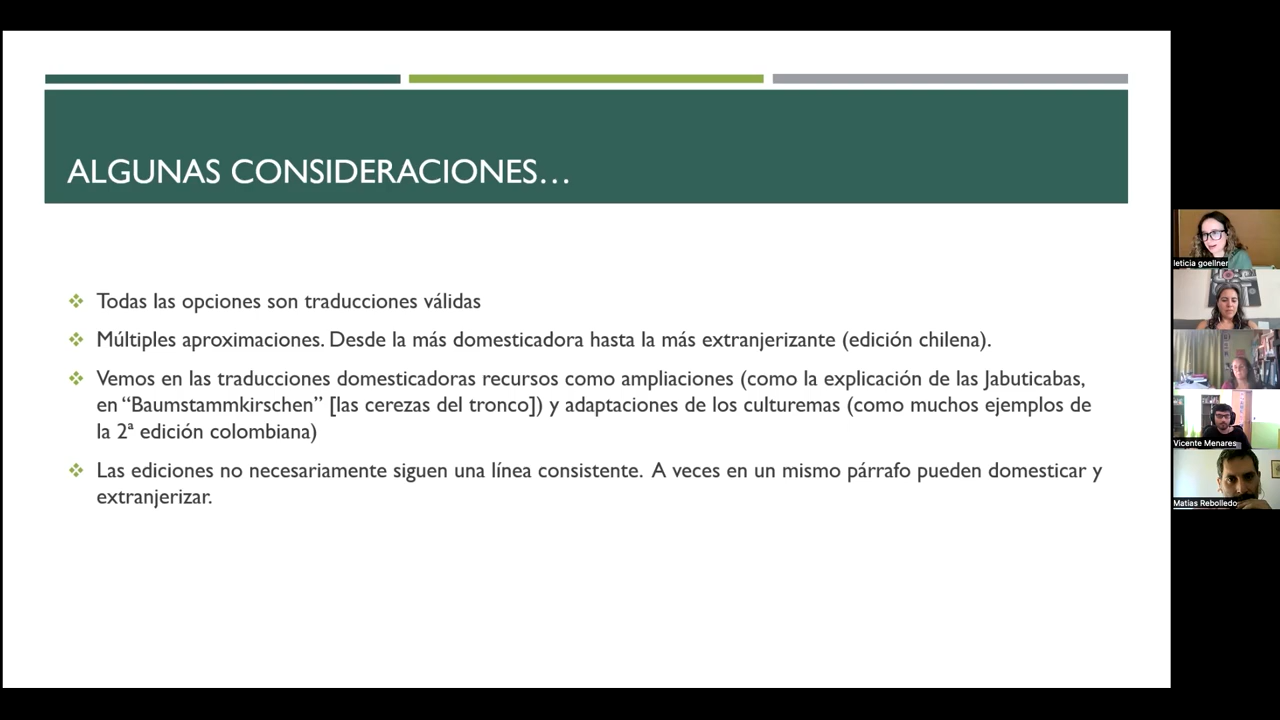 ALGUNAS CONSIDERACIONES…
Todas las opciones son traducciones válidas
Múltiples aproximaciones. Desde la más domesticadora hasta la más extranjerizante (edición chilena).
Vemos en las traducciones domesticadoras recursos como ampliaciones (como la explicación de las Jabuticabas,
en “Baumstammkirschen” [las cerezas del tronco]) y adaptaciones de los culturemas (como muchos ejemplos de
la 2ª edición colombiana)
Las ediciones no necesariamente siguen una línea consistente. A veces en un mismo párrafo pueden domesticar y
extranjerizar.
leticia goellner
Vicente Menares
Matías Rebolledo